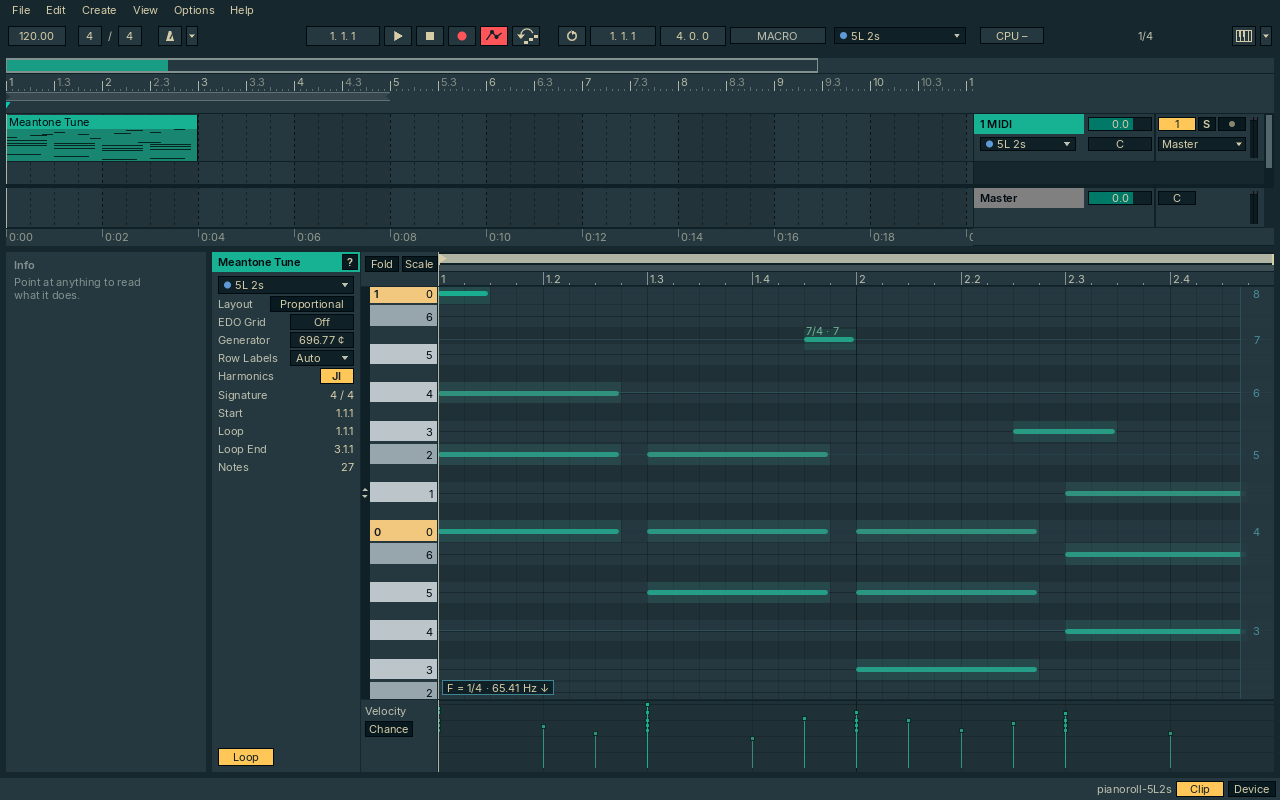 File Edit Create View Options Help
120.00 4 / 4 1. 1. 1 1. 1. 1 4. 0. 0 MACRO 5L 2s CPU – 1/4
1 1.3 2 2.3 3 3.3 4 4.3 5 5.3 6 6.3 7 7.3 8 8.3 9 9.3 10 10.3 1
Meantone Tune
1 MIDI 0.0 1 S
5L 2s C Master
Master 0.0 C
0:00 0:02 0:04 0:06 0:08 0:10 0:12 0:14 0:16 0:18
Info
Point at anything to read
what it does.
Meantone Tune ?
5L 2s
Layout Proportional
EDO Grid Off
Generator 696.77 ¢
Row Labels Auto
Harmonics JI
Signature 4 / 4
Start 1.1.1
Loop 1.1.1
Loop End 3.1.1
Notes 27
Loop
Fold Scale
1 1.2 1.3 1.4 2 2.2 2.3 2.4
1 0 8
6
7/4 · 7
7
5
4 6
3
2 5
1
0 0 4
6
5
4 3
3
2
F = 1/4 · 65.41 Hz ↓
Velocity
Chance
pianoroll-5L2s Clip Device